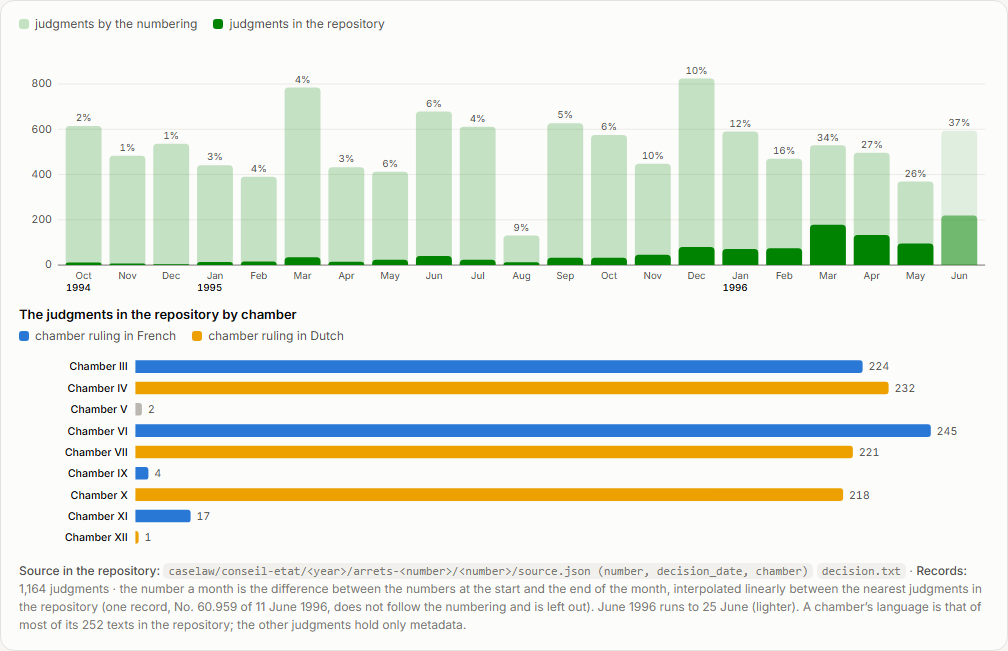 judgments by the numbering judgments in the repository
800
600
400
200
0
2%
1%
1%
3%
4%
4%
3%
6%
6%
4%
9%
5%
6%
10%
10%
12%
16%
34%
27%
26%
37%
Oct Nov Dec Jan Feb Mar Apr May Jun Jul Aug Sep Oct Nov Dec Jan Feb Mar Apr May Jun
1994 1995 1996
The judgments in the repository by chamber
chamber ruling in French chamber ruling in Dutch
Chamber III 224
Chamber IV 232
Chamber V 2
Chamber VI 245
Chamber VII 221
Chamber IX 4
Chamber X 218
Chamber XI 17
Chamber XII 1
Source in the repository: caselaw/conseil-etat/<year>/arrets-<number>/<number>/source.json (number, decision_date, chamber) decision.txt · Records:
1,164 judgments · the number a month is the difference between the numbers at the start and the end of the month, interpolated linearly between the nearest judgments in
the repository (one record, No. 60.959 of 11 June 1996, does not follow the numbering and is left out). June 1996 runs to 25 June (lighter). A chamber's language is that of
most of its 252 texts in the repository; the other judgments hold only metadata.